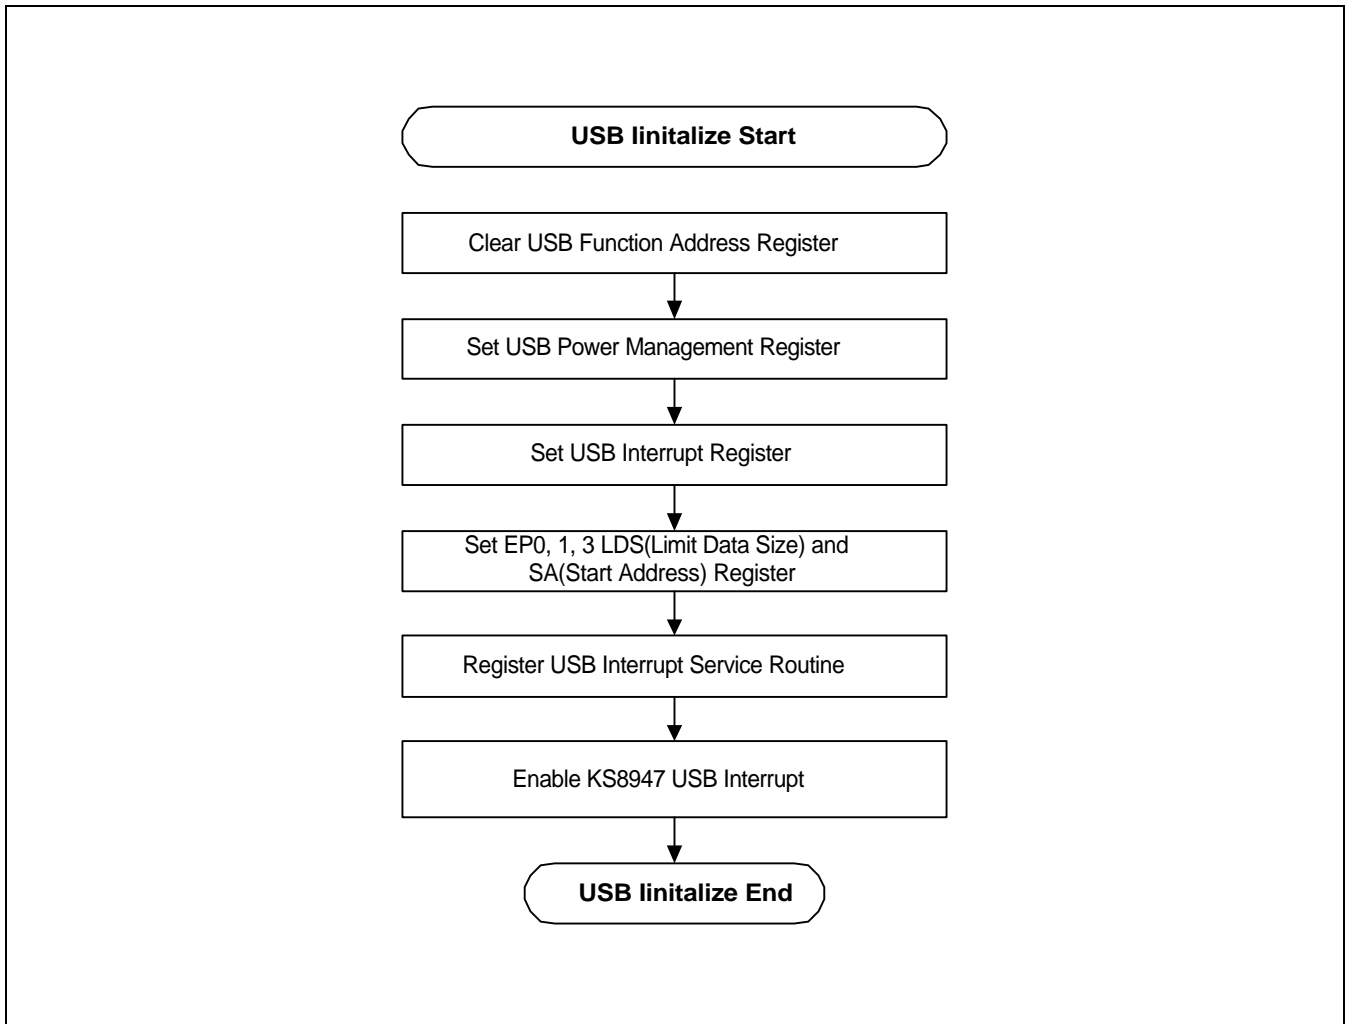 USB Iinitalize Start
Clear USB Function Address Register
Set USB Power Management Register
Set USB Interrupt Register
Set EP0, 1, 3 LDS(Limit Data Size) and
SA(Start Address) Register
Register USB Interrupt Service Routine
Enable KS8947 USB Interrupt
USB Iinitalize End